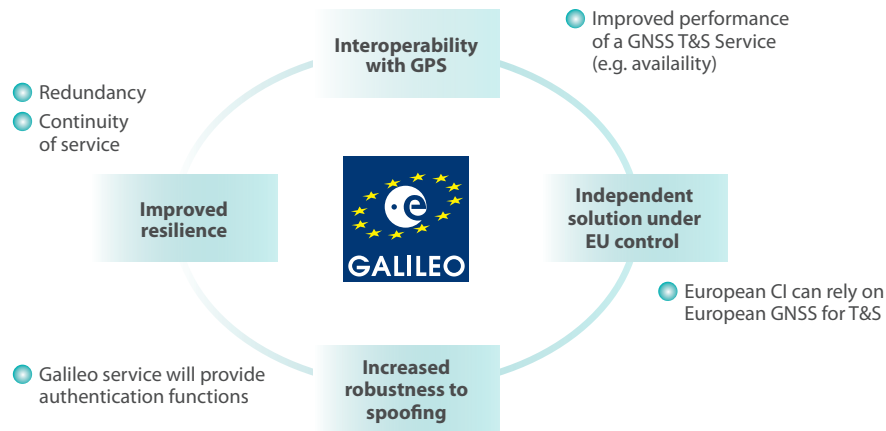 Interoperability
with GPS
Improved performance
of a GNSS T&S Service
(e.g. availaility)
Redundancy
Continuity
of service
Improved
resilience
GALILEO
Independent
solution under
EU control
European CI can rely on
European GNSS for T&S
Galileo service will provide
authentication functions
Increased
robustness to
spoofing